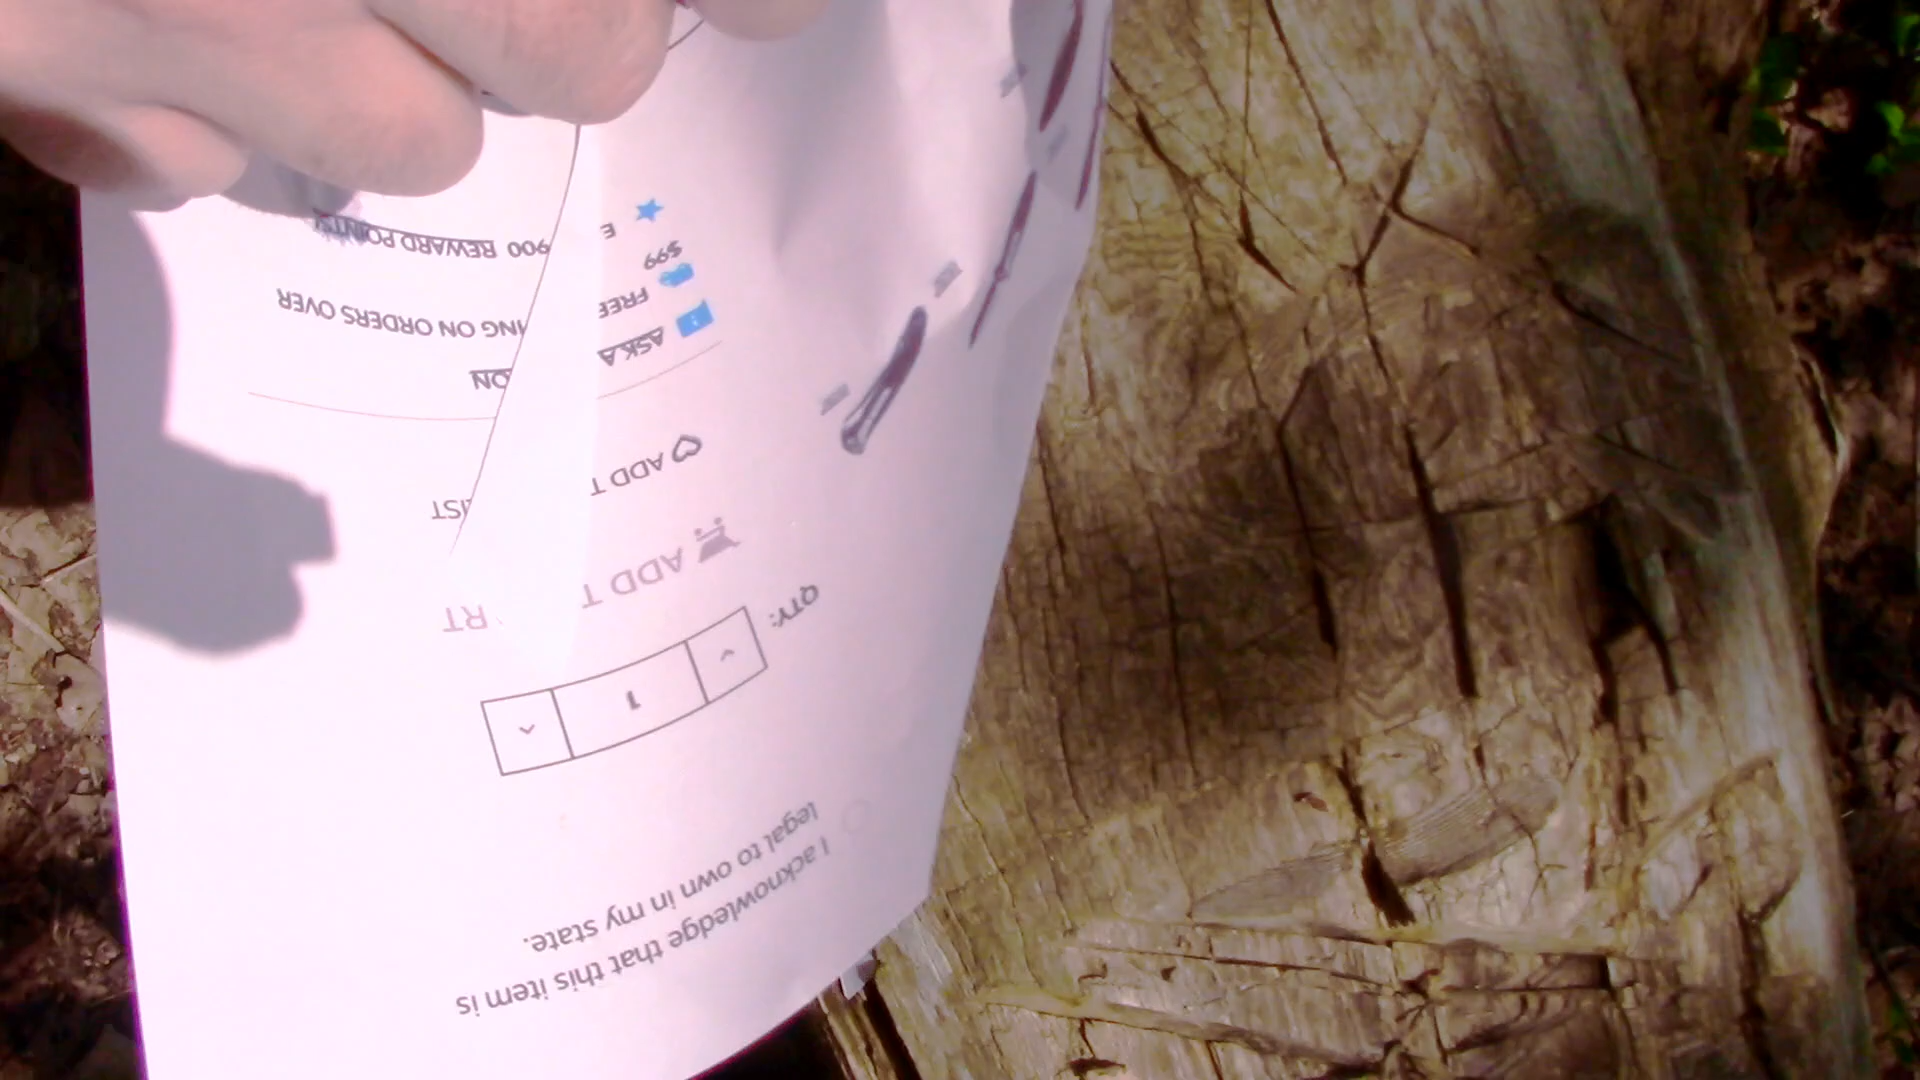 I acknowledge that this item is
legal to own in my state.
QTY:
1
ADD T RT
ADD T IST
ASK A ON
FREE ING ON ORDERS OVER
$99
E 900 REWARD POINTS